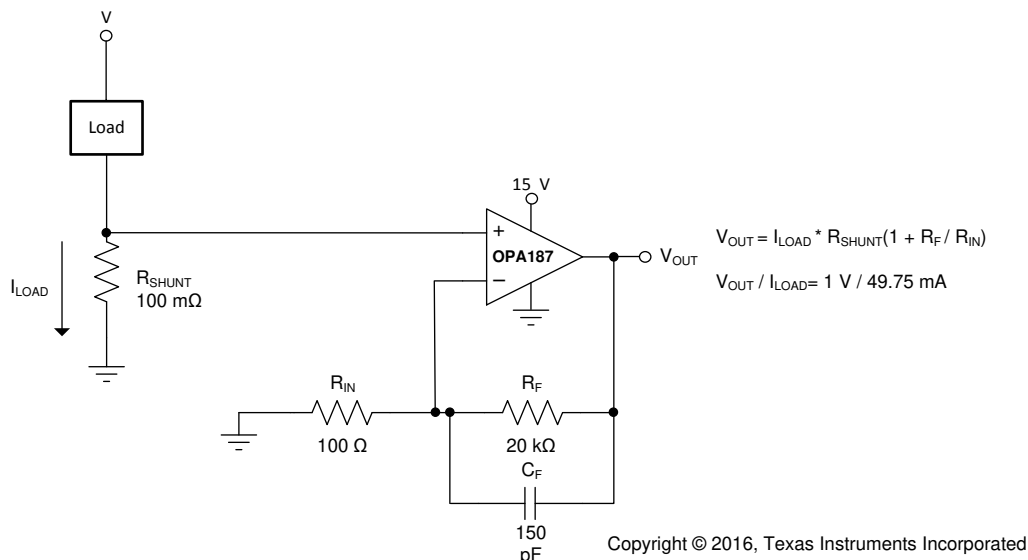 V
Load
15 V
+
OPA187
−
V_OUT
V_OUT = I_LOAD * R_SHUNT(1 + R_F / R_IN)
V_OUT / I_LOAD= 1 V / 49.75 mA
I_LOAD
R_SHUNT
100 mΩ
R_IN
100 Ω
R_F
20 kΩ
C_F
150
pF
Copyright © 2016, Texas Instruments Incorporated